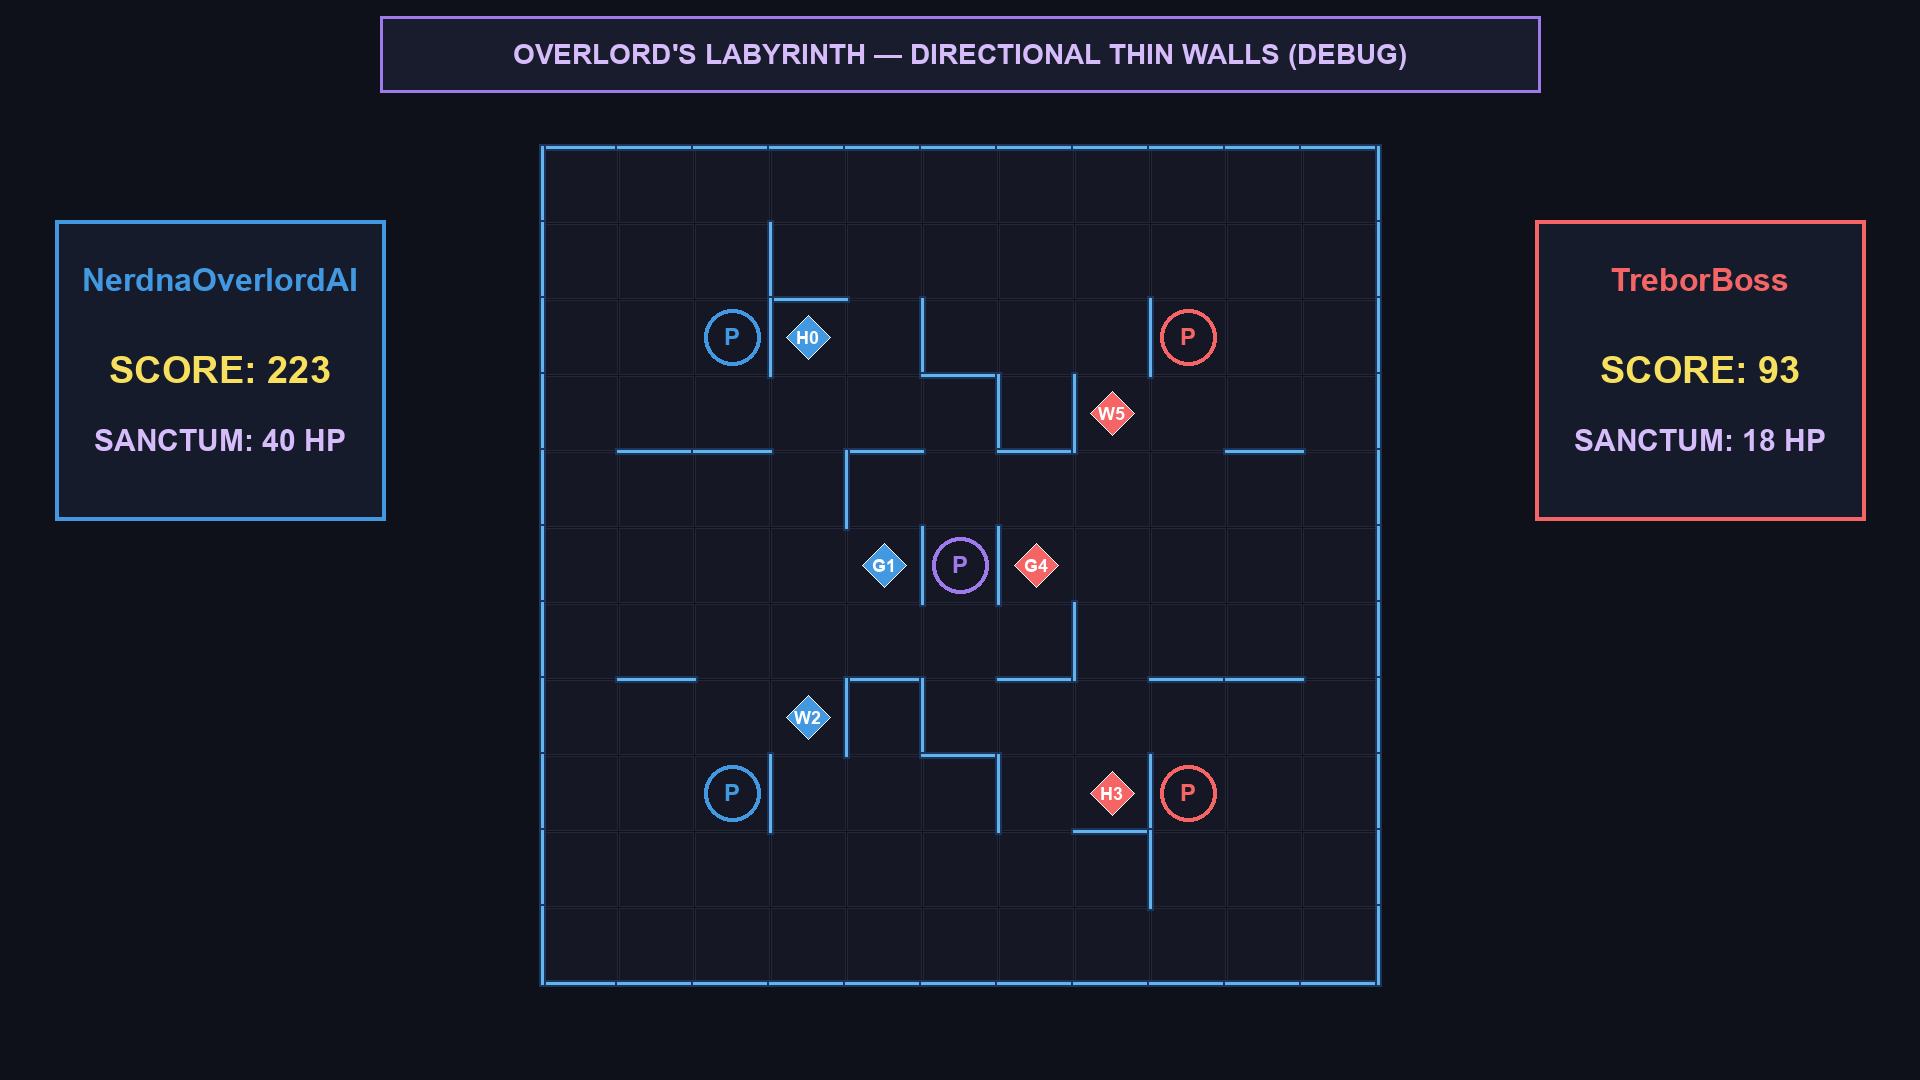 OVERLORD'S LABYRINTH — DIRECTIONAL THIN WALLS (DEBUG)
NerdnaOverlordAI
SCORE: 223
SANCTUM: 40 HP
TreborBoss
SCORE: 93
SANCTUM: 18 HP
P H0 P
W5
G1 P G4
W2
P H3 P